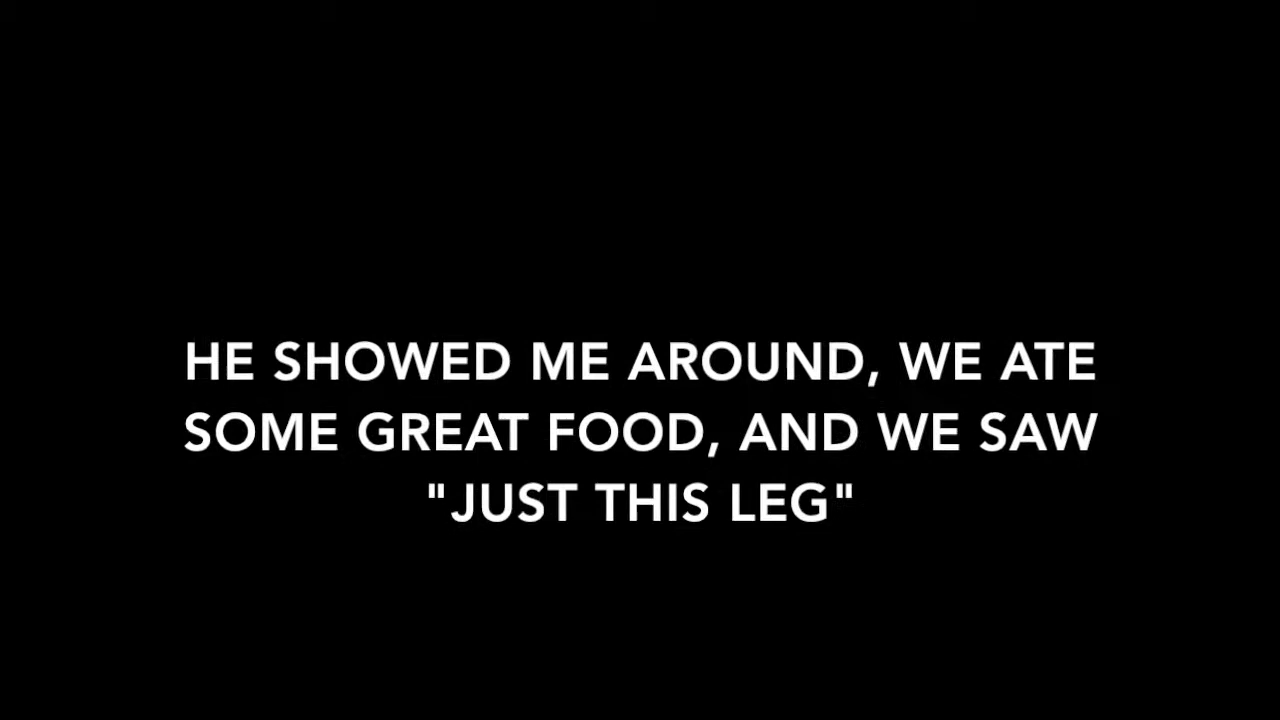 HE SHOWED ME AROUND, WE ATE
SOME GREAT FOOD, AND WE SAW
"JUST THIS LEG"